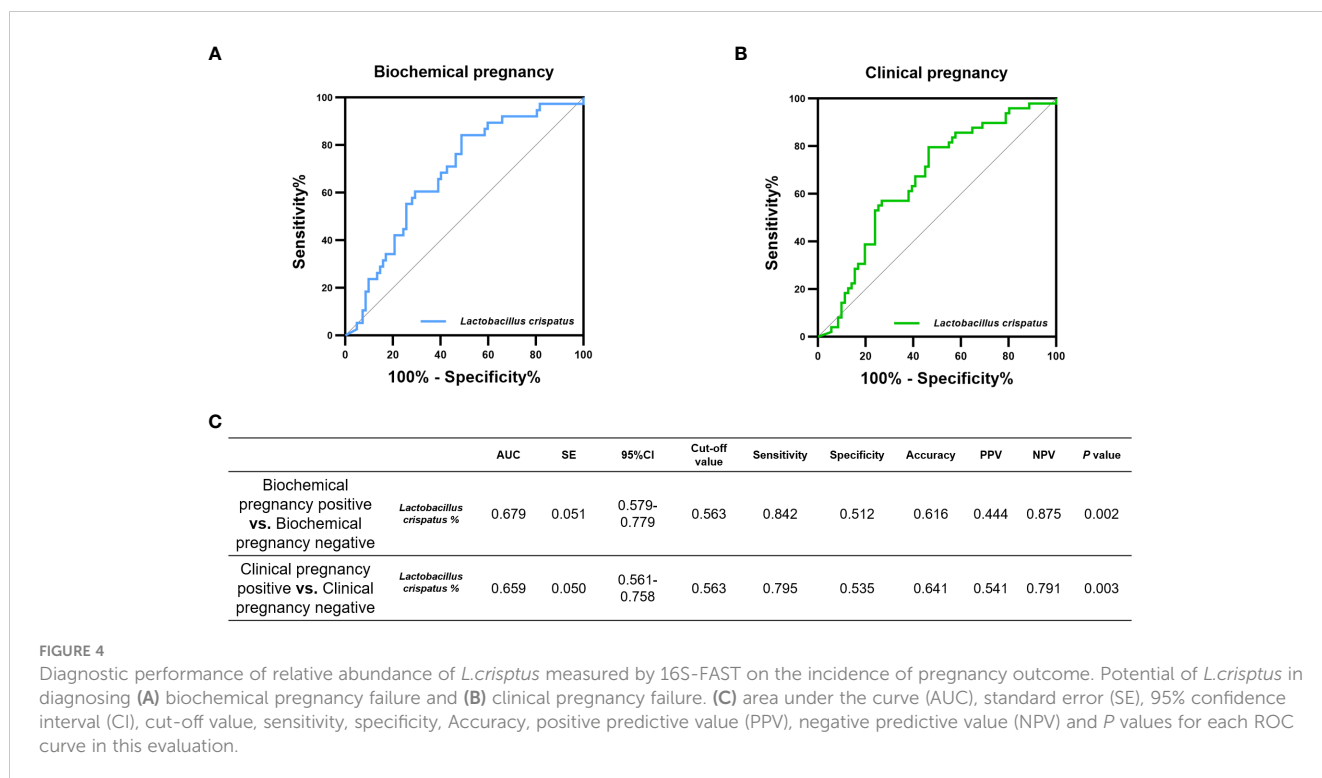 A
Biochemical pregnancy
100
80
60
40
20
0
Sensitivity%
Lactobacillus crispatus
0 20 40 60 80 100
100% - Specificity%
B
Clinical pregnancy
100
80
60
40
20
0
Sensitivity%
Lactobacillus crispatus
0 20 40 60 80 100
100% - Specificity%
C
AUC SE 95%CI Cut-off value Sensitivity Specificity Accuracy PPV NPV P value
Biochemical
pregnancy positive
vs. Biochemical
pregnancy negative
Lactobacillus
crispatus %
0.679 0.051 0.579-
0.779
0.563 0.842 0.512 0.616 0.444 0.875 0.002
Clinical pregnancy
positive vs. Clinical
pregnancy negative
Lactobacillus
crispatus %
0.659 0.050 0.561-
0.758
0.563 0.795 0.535 0.641 0.541 0.791 0.003
FIGURE 4
Diagnostic performance of relative abundance of L.crisptus measured by 16S-FAST on the incidence of pregnancy outcome. Potential of L.crisptus in
diagnosing (A) biochemical pregnancy failure and (B) clinical pregnancy failure. (C) area under the curve (AUC), standard error (SE), 95% confidence
interval (CI), cut-off value, sensitivity, specificity, Accuracy, positive predictive value (PPV), negative predictive value (NPV) and P values for each ROC
curve in this evaluation.